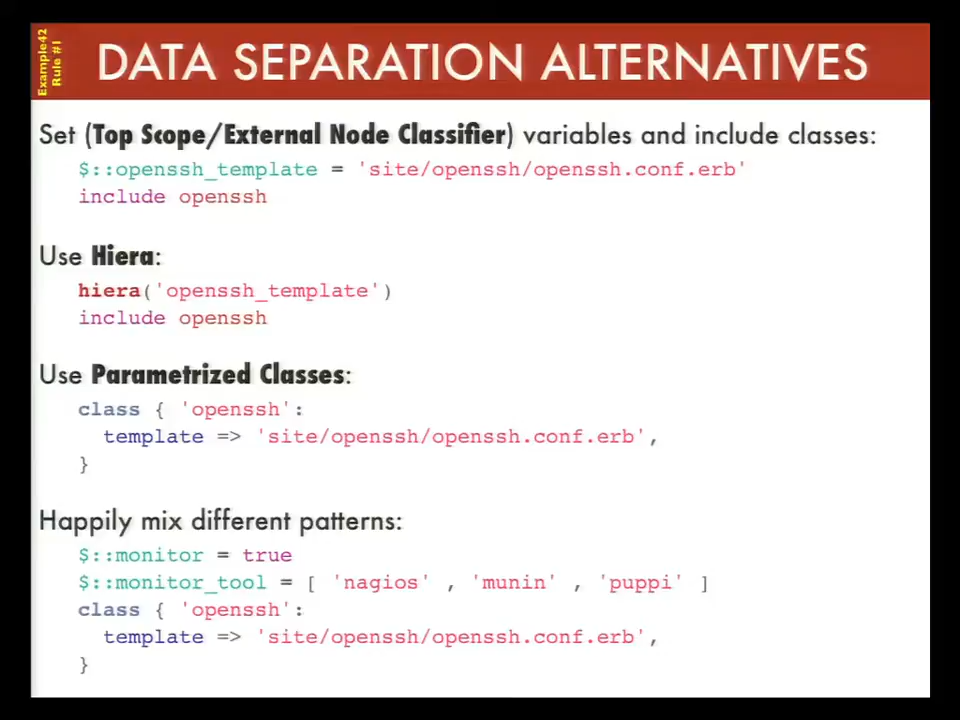 Example42
Rule #1
DATA SEPARATION ALTERNATIVES
Set (Top Scope/External Node Classifier) variables and include classes:
$::openssh_template = 'site/openssh/openssh.conf.erb'
include openssh
Use Hiera:
hiera('openssh_template')
include openssh
Use Parametrized Classes:
class { 'openssh':
template => 'site/openssh/openssh.conf.erb',
}
Happily mix different patterns:
$::monitor = true
$::monitor_tool = [ 'nagios' , 'munin' , 'puppi' ]
class { 'openssh':
template => 'site/openssh/openssh.conf.erb',
}